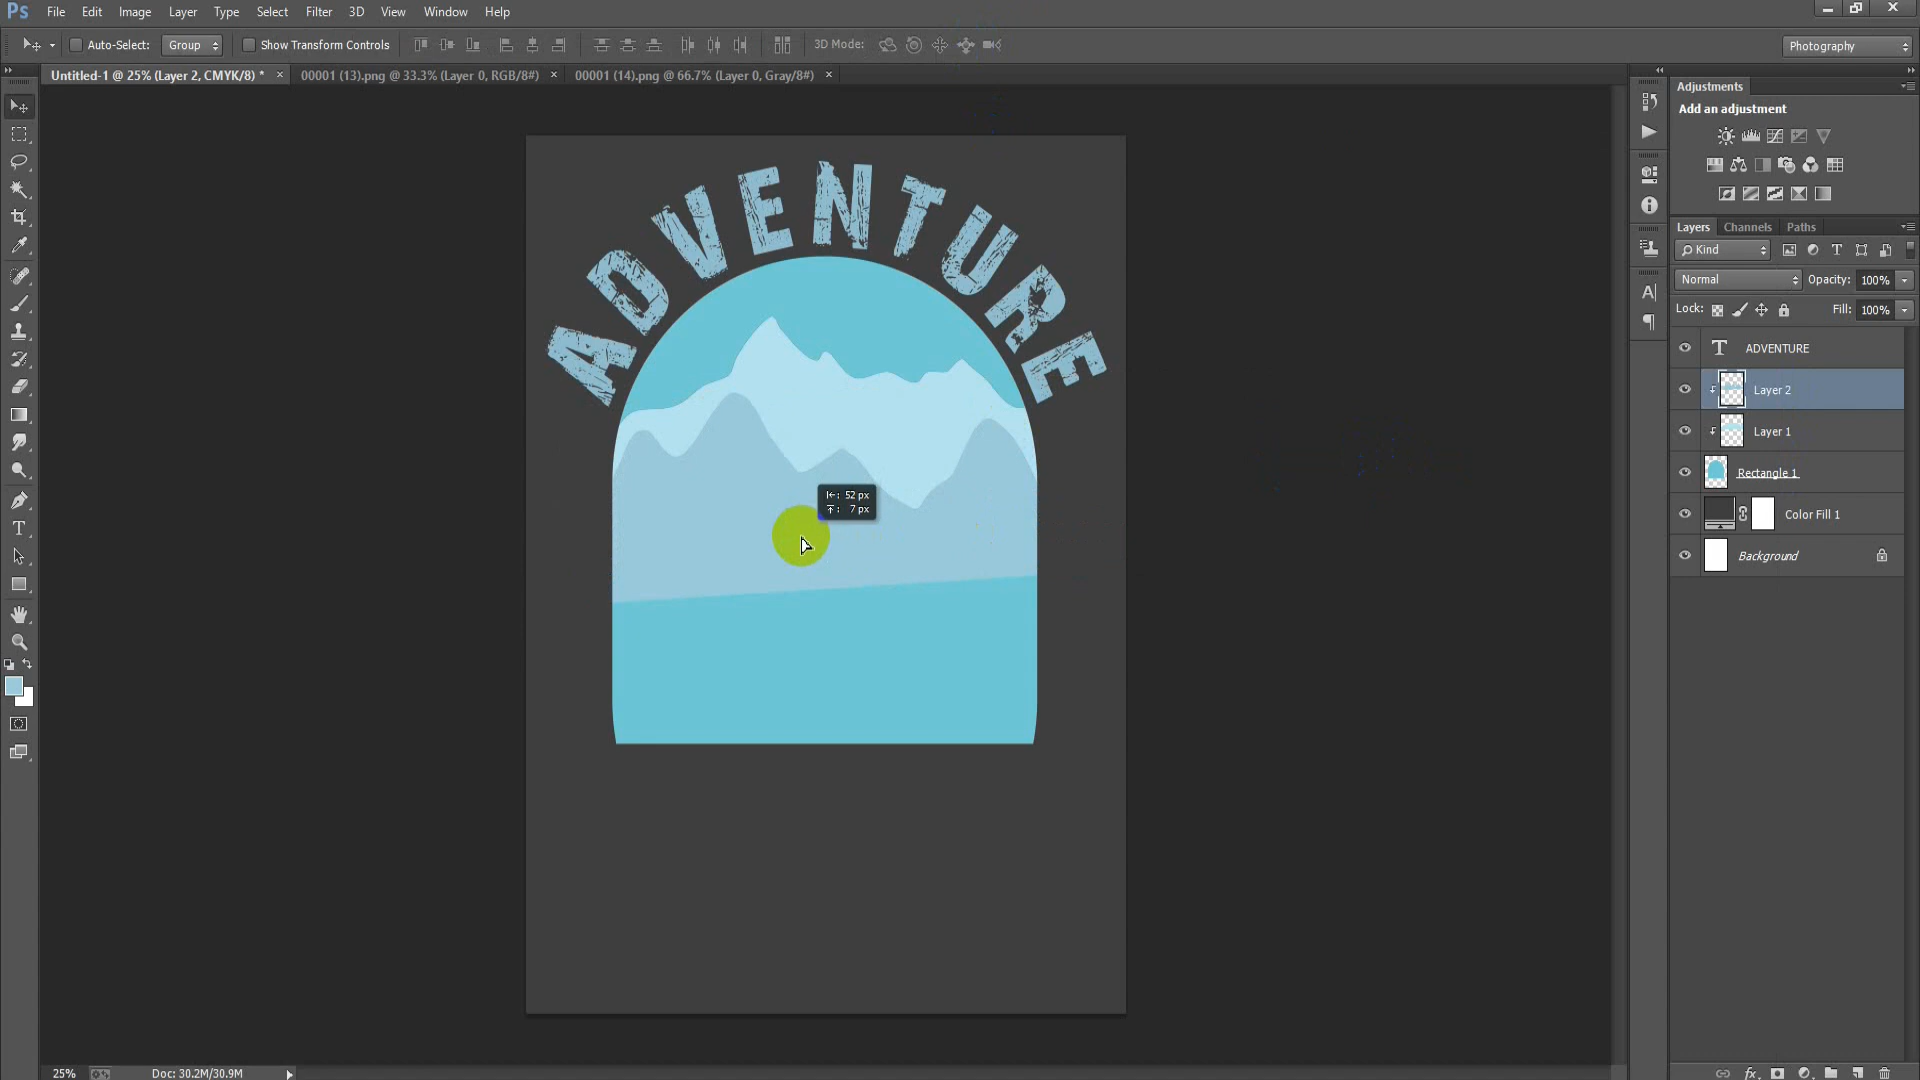 Ps File Edit Image Layer Type Select Filter 3D View Window Help
Auto-Select: Group Show Transform Controls 3D Mode: Photography
Untitled-1 @ 25% (Layer 2, CMYK/8) * × 00001 (13).png @ 33.3% (Layer 0, RGB/8#) × 00001 (14).png @ 66.7% (Layer 0, Gray/8#) ×
Adjustments
Add an adjustment
Layers Channels Paths
Kind
Normal Opacity: 100%
Lock: Fill: 100%
ADVENTURE
Layer 2
Layer 1
Rectangle 1
Color Fill 1
Background
ADVENTURE
52 px
7 px
25% Doc: 30.2M/30.9M